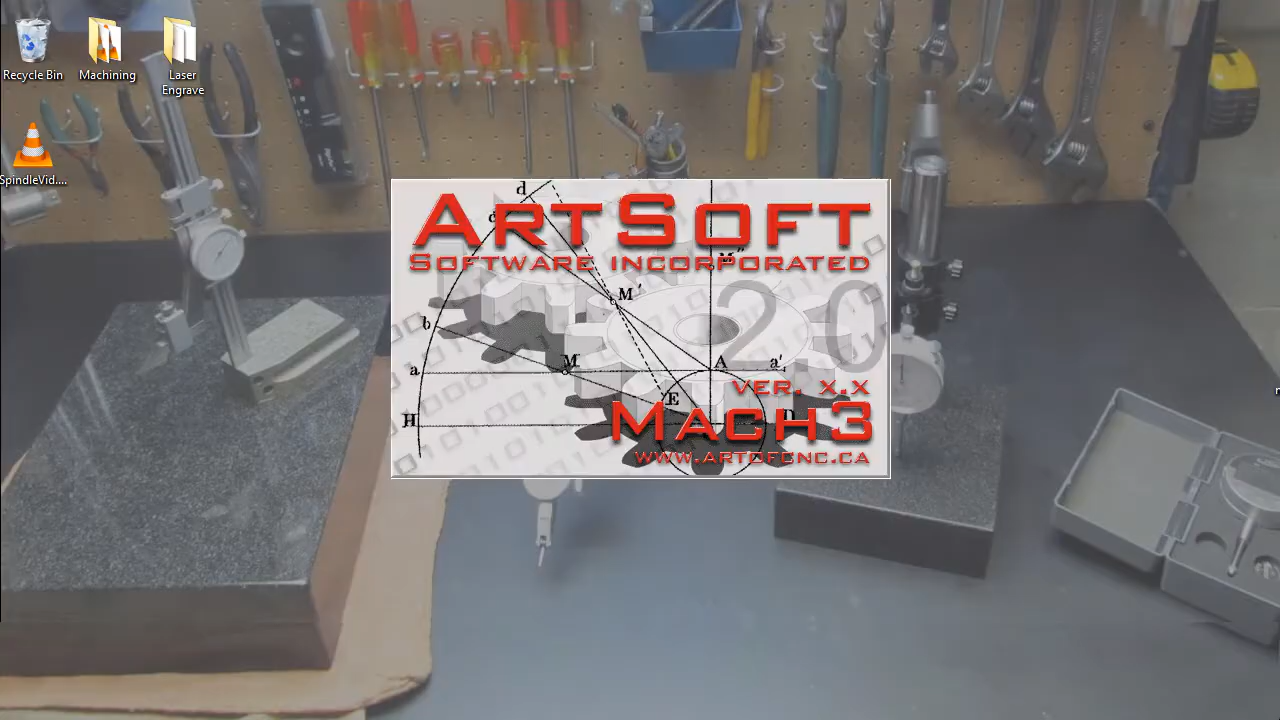 Recycle Bin
Machining
Laser
Engrave
SpindleVid....
ArtSoft
Software incorporated
2.0
ver. x.x
Mach3
www.artofcnc.ca
d
M'
b
M
a
A
a'
E
H
D